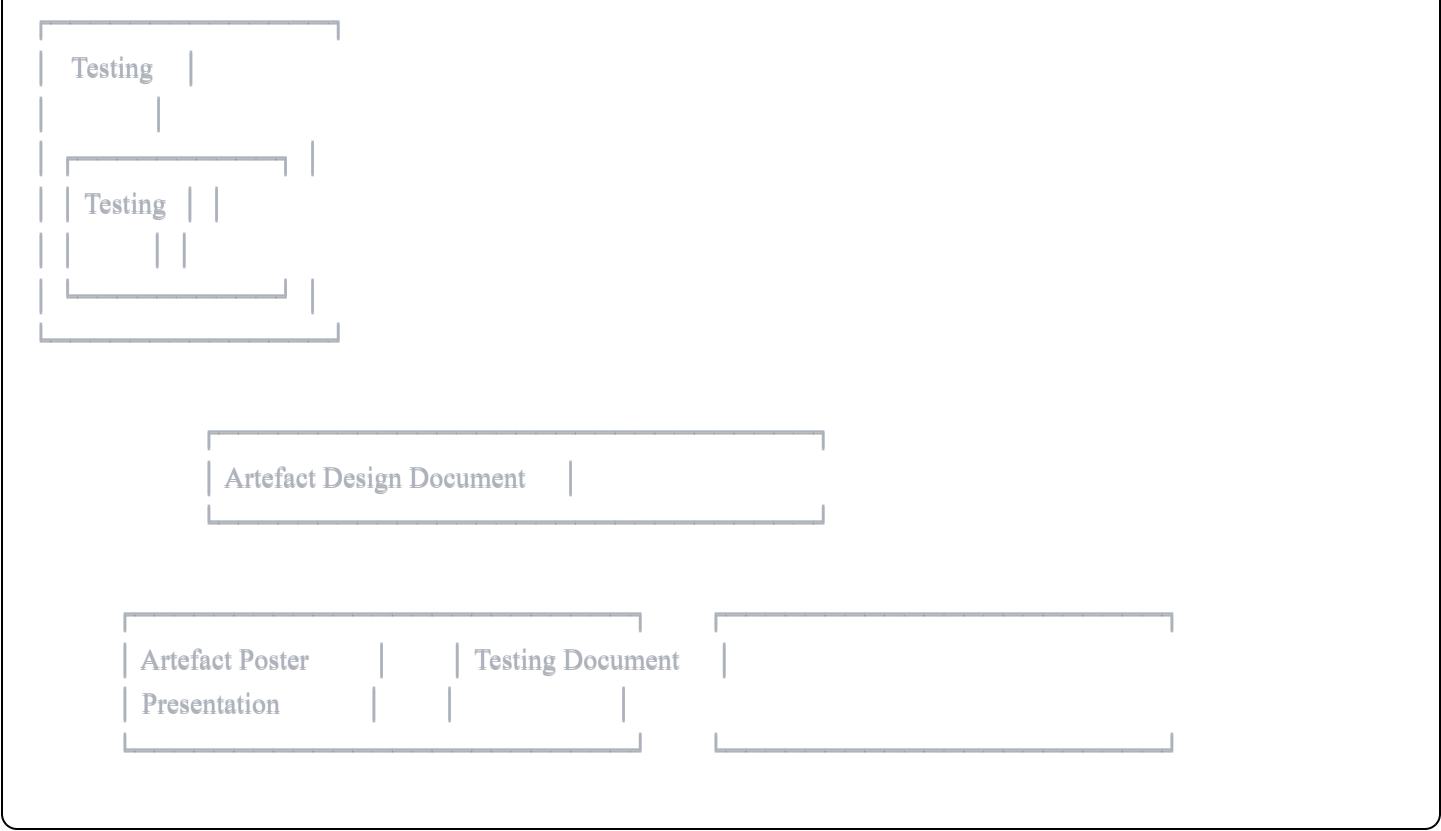 Testing
Testing
Artefact Design Document
Artefact Poster Testing Document
Presentation